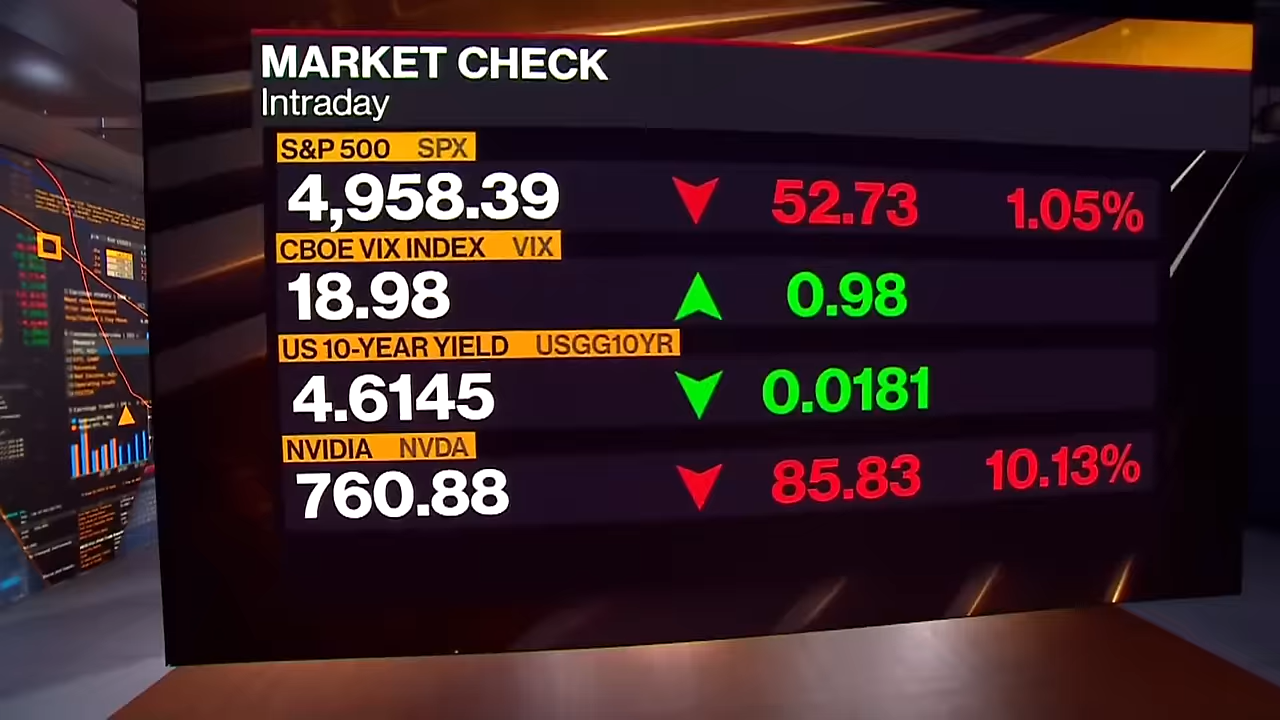 MARKET CHECK
Intraday
S&P 500 SPX
4,958.39 52.73 1.05%
CBOE VIX INDEX VIX
18.98 0.98
US 10-YEAR YIELD USGG10YR
4.6145 0.0181
NVIDIA NVDA
760.88 85.83 10.13%